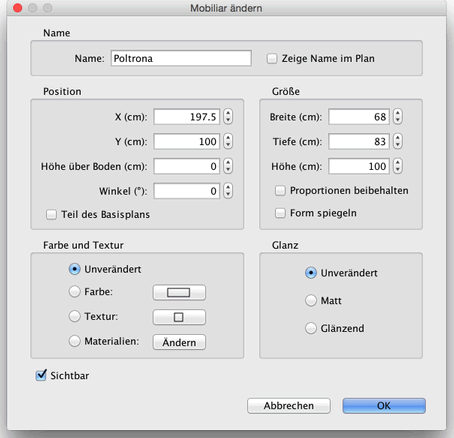 Mobiliar ändern
Name
Name: Poltrona Zeige Name im Plan
Position
X (cm): 197.5
Y (cm): 100
Höhe über Boden (cm): 0
Winkel (°): 0
Teil des Basisplans
Größe
Breite (cm): 68
Tiefe (cm): 83
Höhe (cm): 100
Proportionen beibehalten
Form spiegeln
Farbe und Textur
Unverändert
Farbe:
Textur:
Materialien: Ändern
Glanz
Unverändert
Matt
Glänzend
Sichtbar
Abbrechen OK